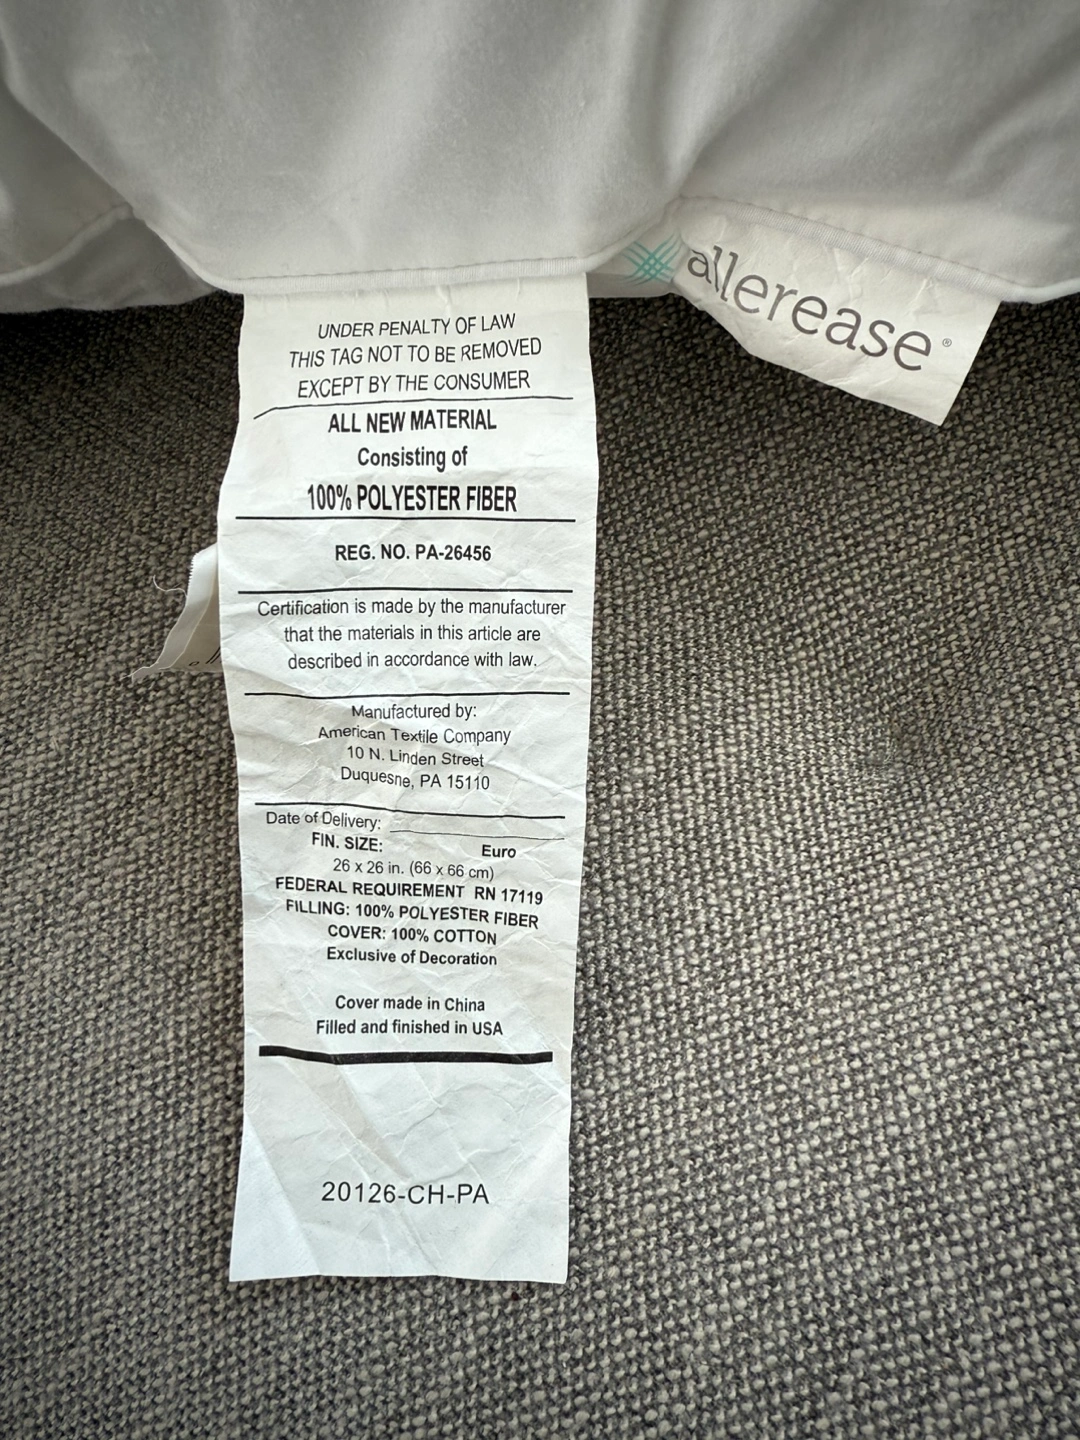 allerease®
UNDER PENALTY OF LAW
THIS TAG NOT TO BE REMOVED
EXCEPT BY THE CONSUMER
ALL NEW MATERIAL
Consisting of
100% POLYESTER FIBER
REG. NO. PA-26456
Certification is made by the manufacturer
that the materials in this article are
described in accordance with law.
Manufactured by:
American Textile Company
10 N. Linden Street
Duquesne, PA 15110
Date of Delivery:
FIN. SIZE: Euro
26 x 26 in. (66 x 66 cm)
FEDERAL REQUIREMENT RN 17119
FILLING: 100% POLYESTER FIBER
COVER: 100% COTTON
Exclusive of Decoration
Cover made in China
Filled and finished in USA
20126-CH-PA